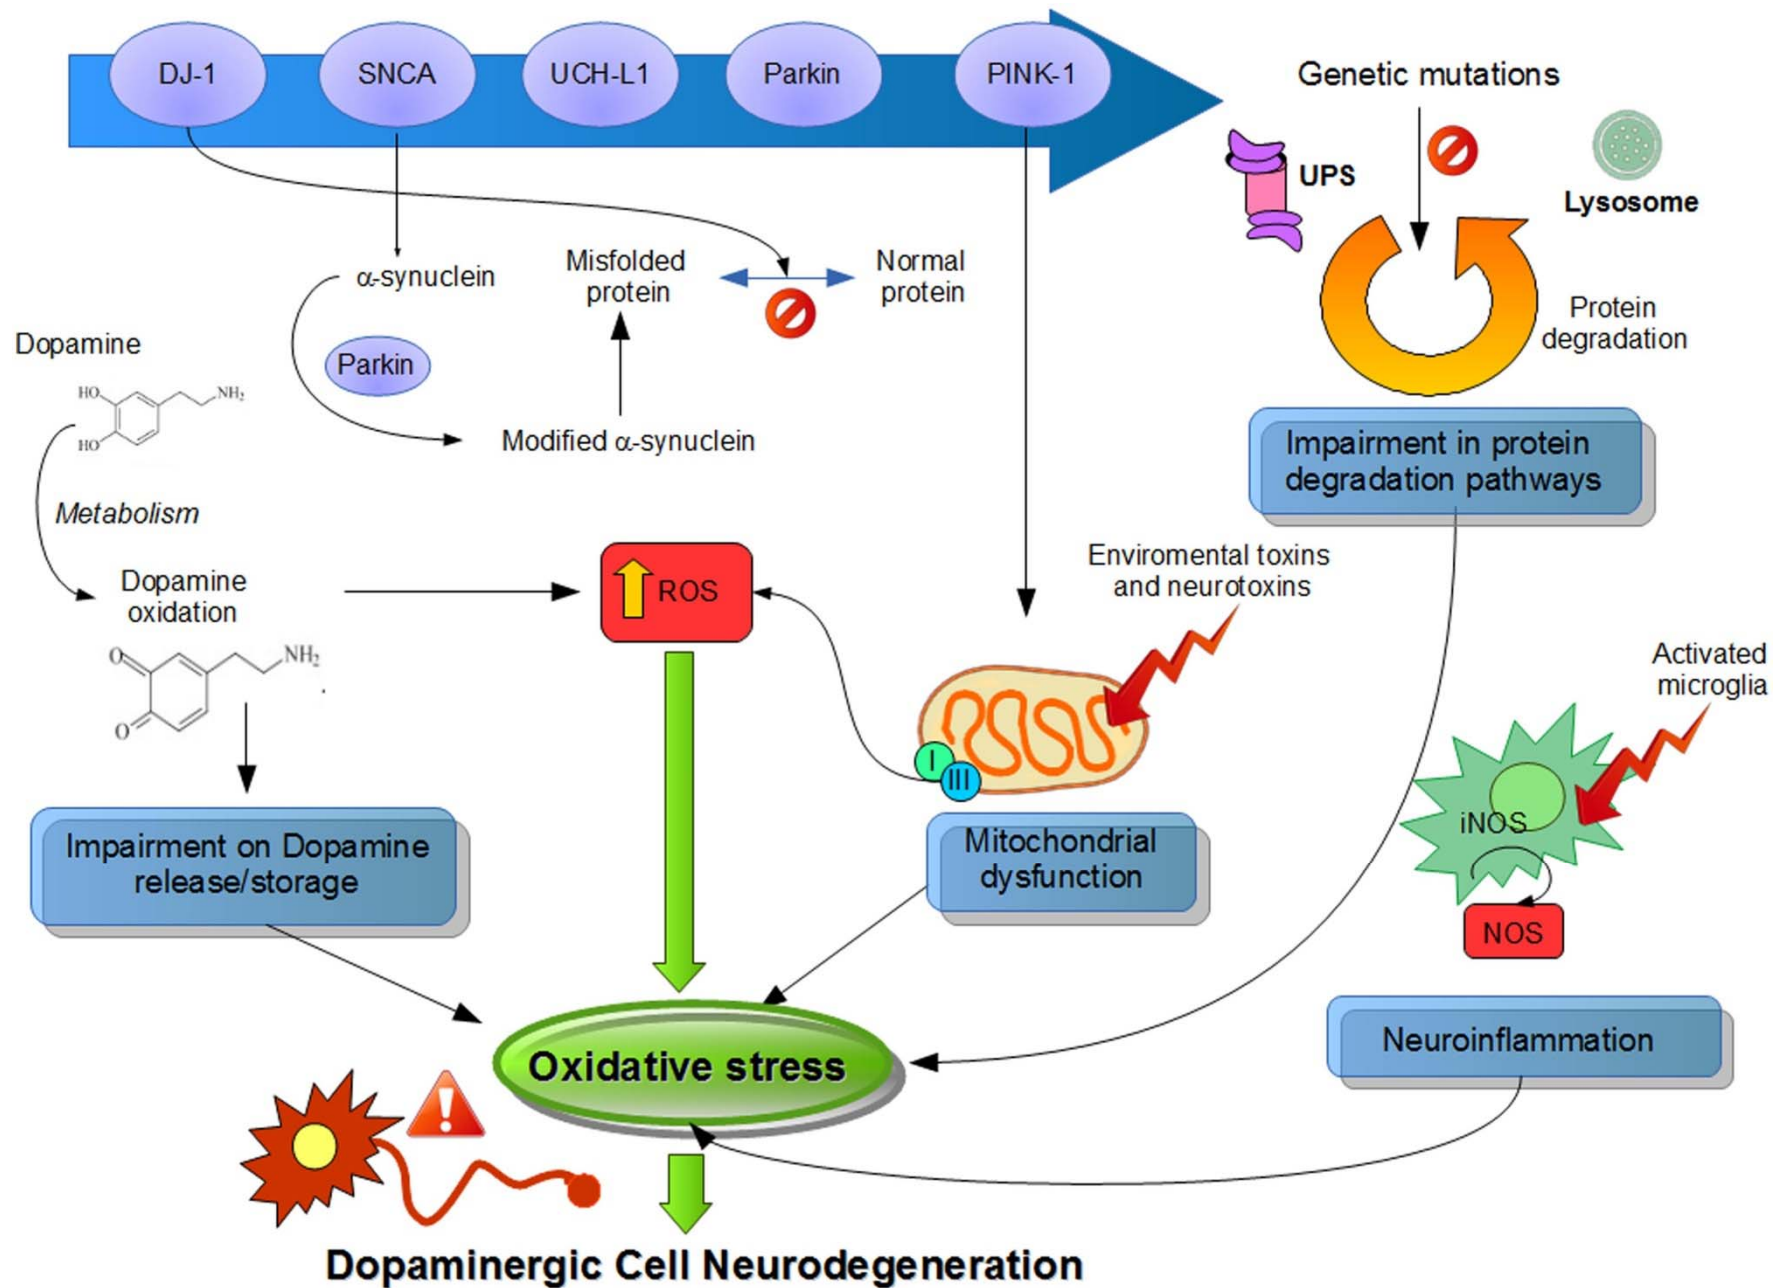 DJ-1
SNCA
UCH-L1
Parkin
PINK-1
Genetic mutations
UPS
Lysosome
α-synuclein
Misfolded
protein
Normal
protein
Protein
degradation
Dopamine
HO
HO
NH₂
Parkin
Modified α-synuclein
Impairment in protein
degradation pathways
Metabolism
Dopamine
oxidation
ROS
Enviromental toxins
and neurotoxins
O
O
NH₂
Activated
microglia
I
III
iNOS
Impairment on Dopamine
release/storage
Mitochondrial
dysfunction
NOS
Neuroinflammation
Oxidative stress
!
Dopaminergic Cell Neurodegeneration